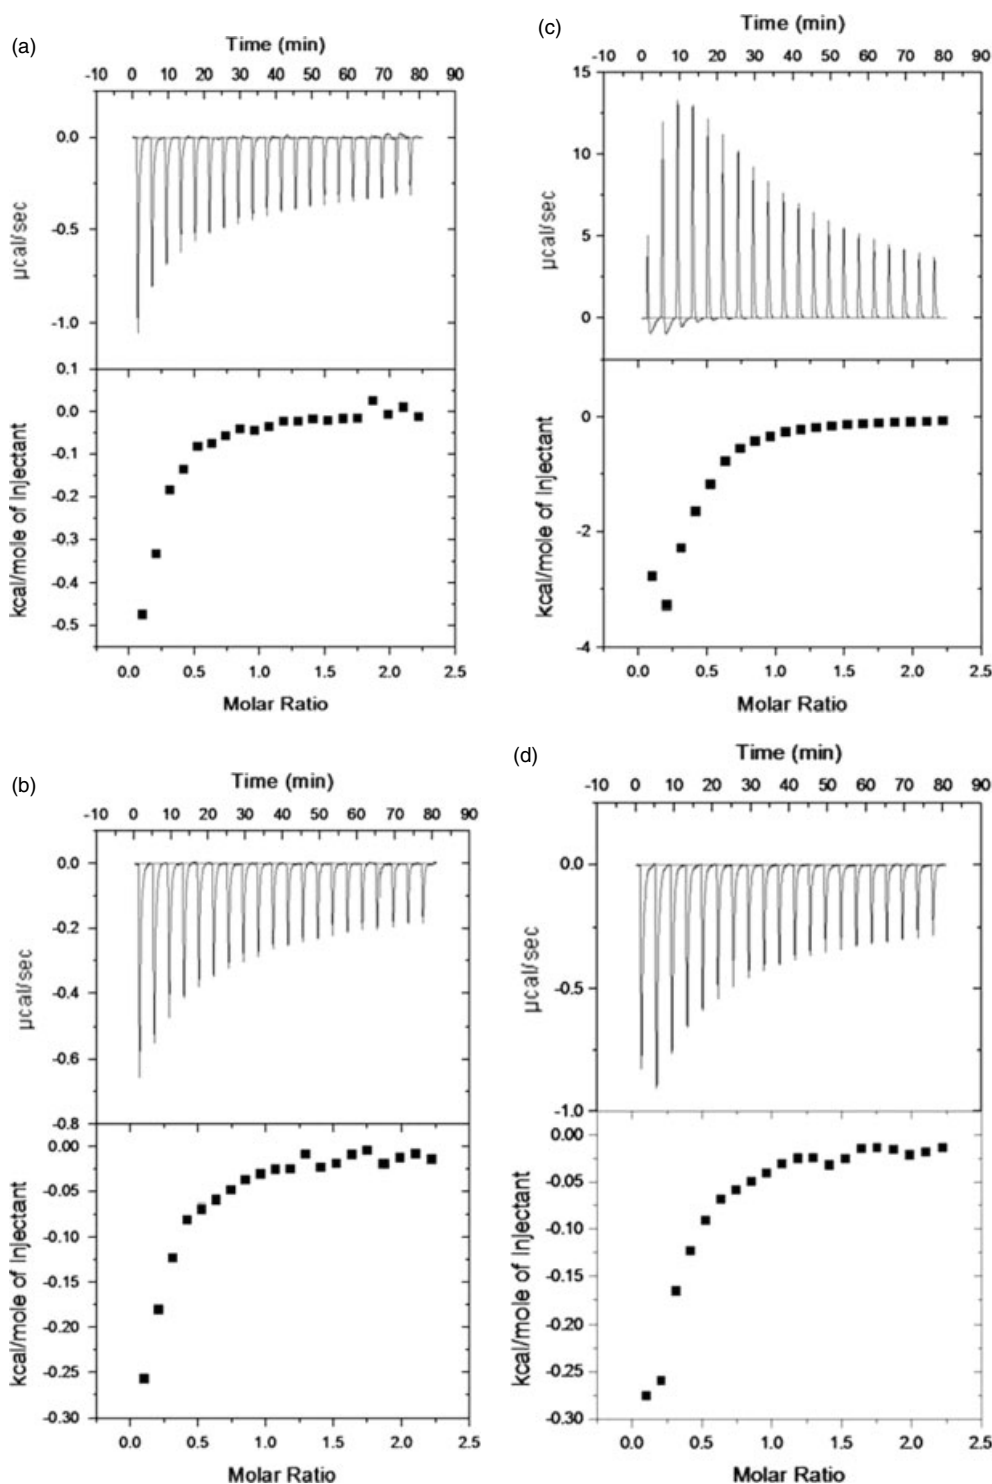 (a)
Time (min)
-10 0 10 20 30 40 50 60 70 80 90
0.0
-0.5
-1.0
µcal/sec
0.1
0.0
-0.1
-0.2
-0.3
-0.4
-0.5
kcal/mole of Injectant
0.0 0.5 1.0 1.5 2.0 2.5
Molar Ratio
(c)
Time (min)
-10 0 10 20 30 40 50 60 70 80 90
15
10
5
0
µcal/sec
0
-2
-4
kcal/mole of Injectant
0.0 0.5 1.0 1.5 2.0 2.5
Molar Ratio
(b)
Time (min)
-10 0 10 20 30 40 50 60 70 80 90
0.0
-0.2
-0.4
-0.6
-0.8
µcal/sec
0.00
-0.05
-0.10
-0.15
-0.20
-0.25
-0.30
kcal/mole of Injectant
0.0 0.5 1.0 1.5 2.0 2.5
Molar Ratio
(d)
Time (min)
-10 0 10 20 30 40 50 60 70 80 90
0.0
-0.5
-1.0
µcal/sec
0.00
-0.05
-0.10
-0.15
-0.20
-0.25
-0.30
kcal/mole of Injectant
0.0 0.5 1.0 1.5 2.0 2.5
Molar Ratio